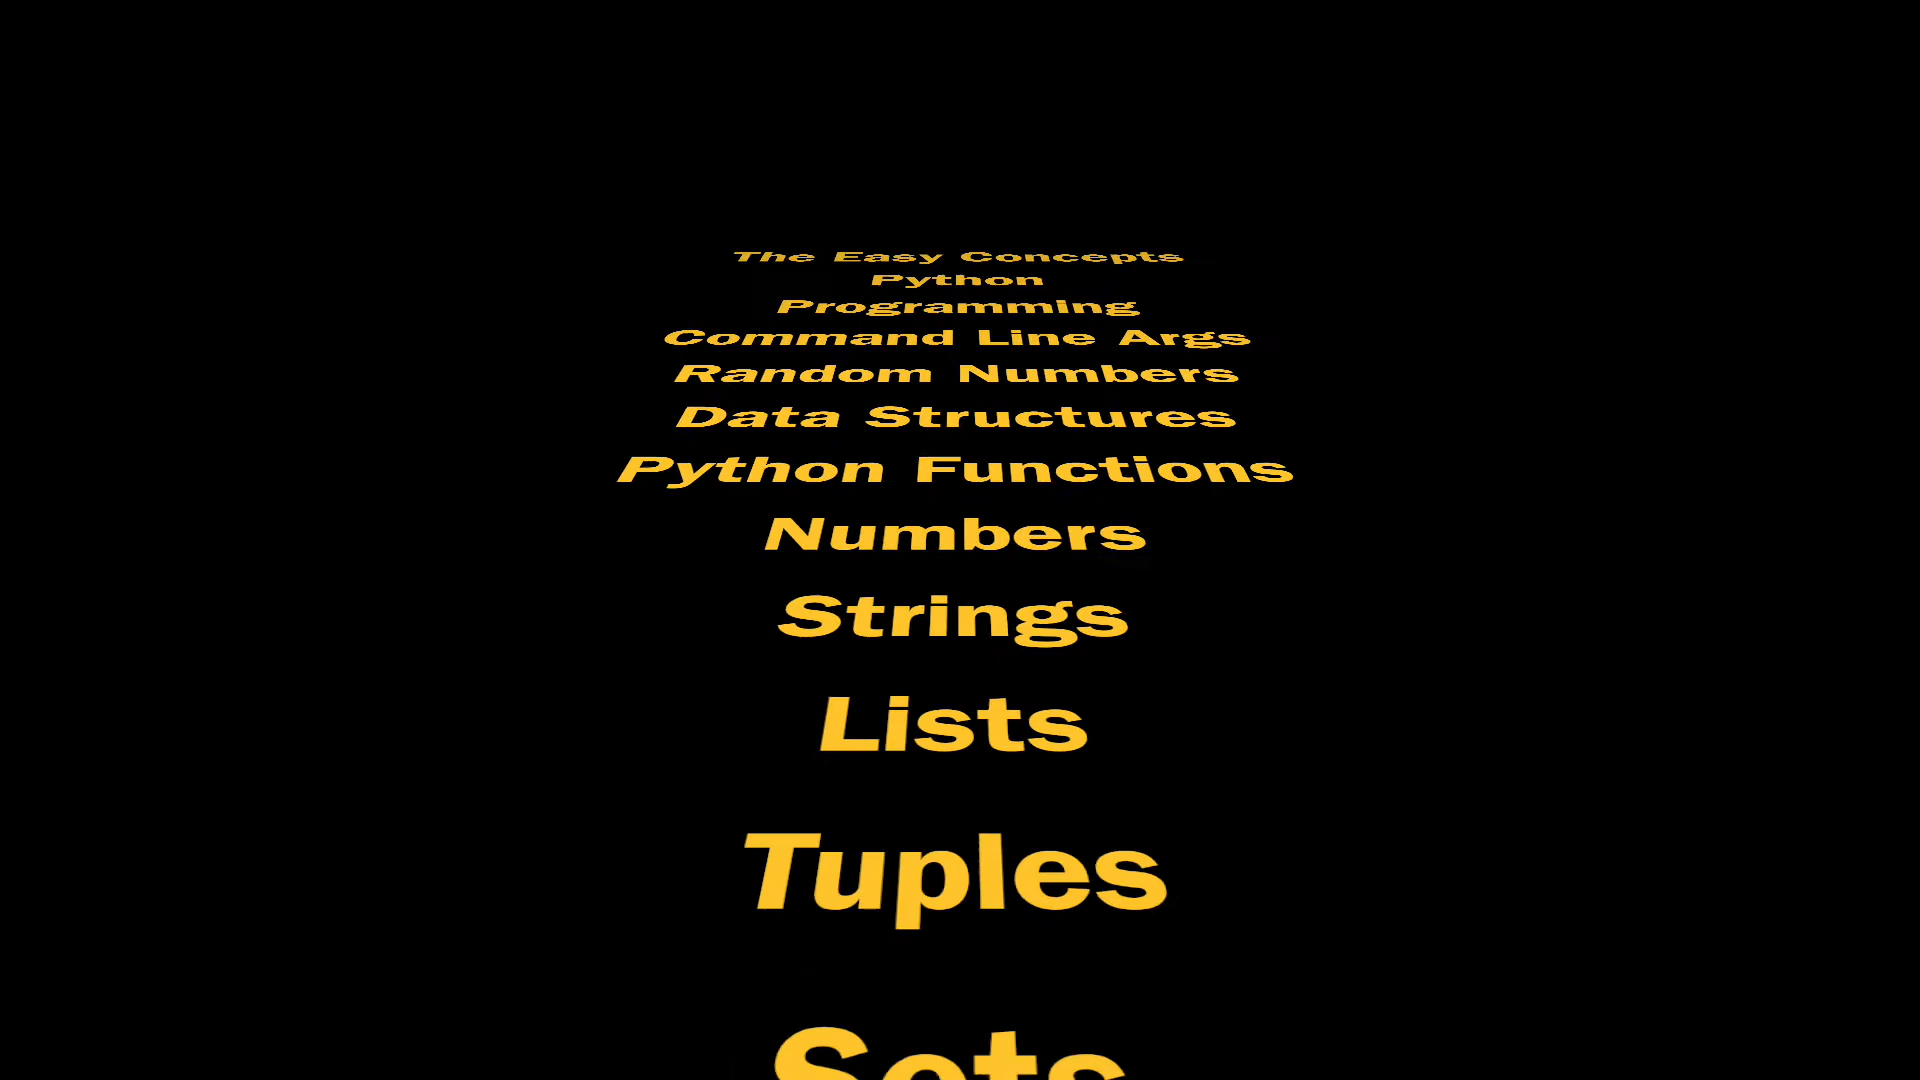 The Easy Concepts
Python
Programming
Command Line Args
Random Numbers
Data Structures
Python Functions
Numbers
Strings
Lists
Tuples
Sets